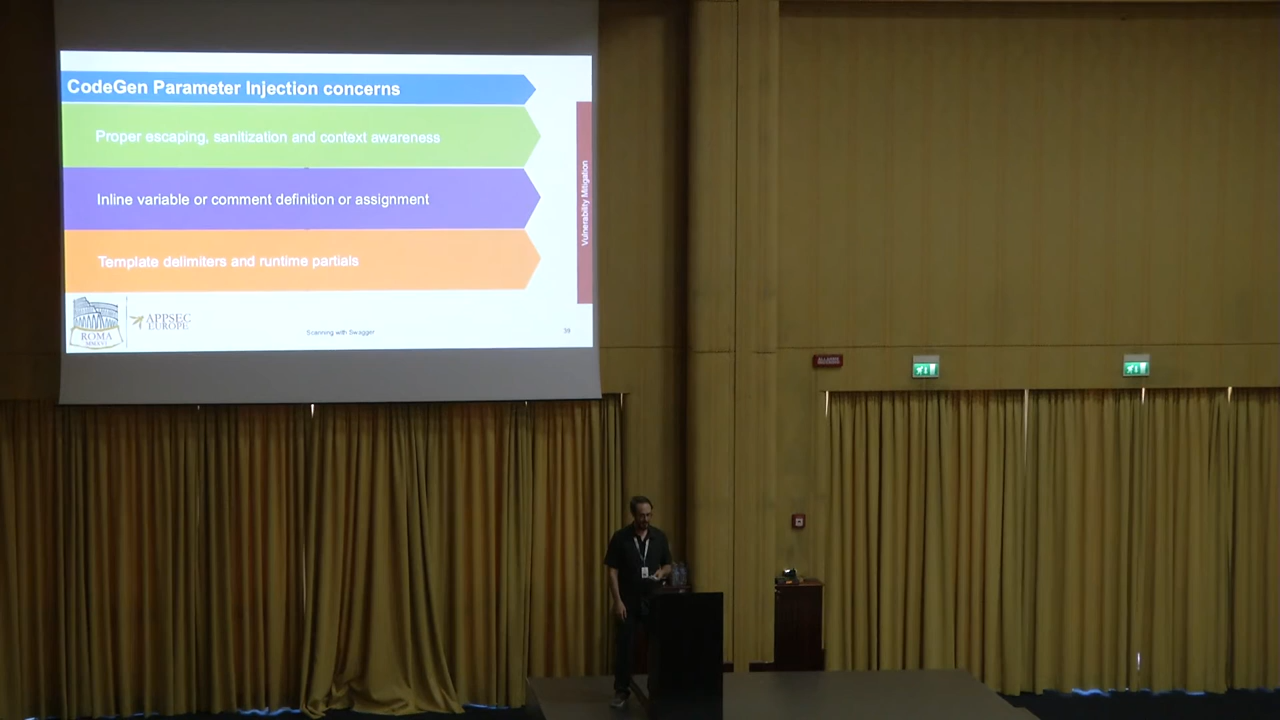 CodeGen Parameter Injection concerns
Proper escaping, sanitization and context awareness
Inline variable or comment definition or assignment
Template delimiters and runtime partials
Vulnerability Mitigation
ROMA
MMXVI
APPSEC
EUROPE
Scanning with Swagger
39